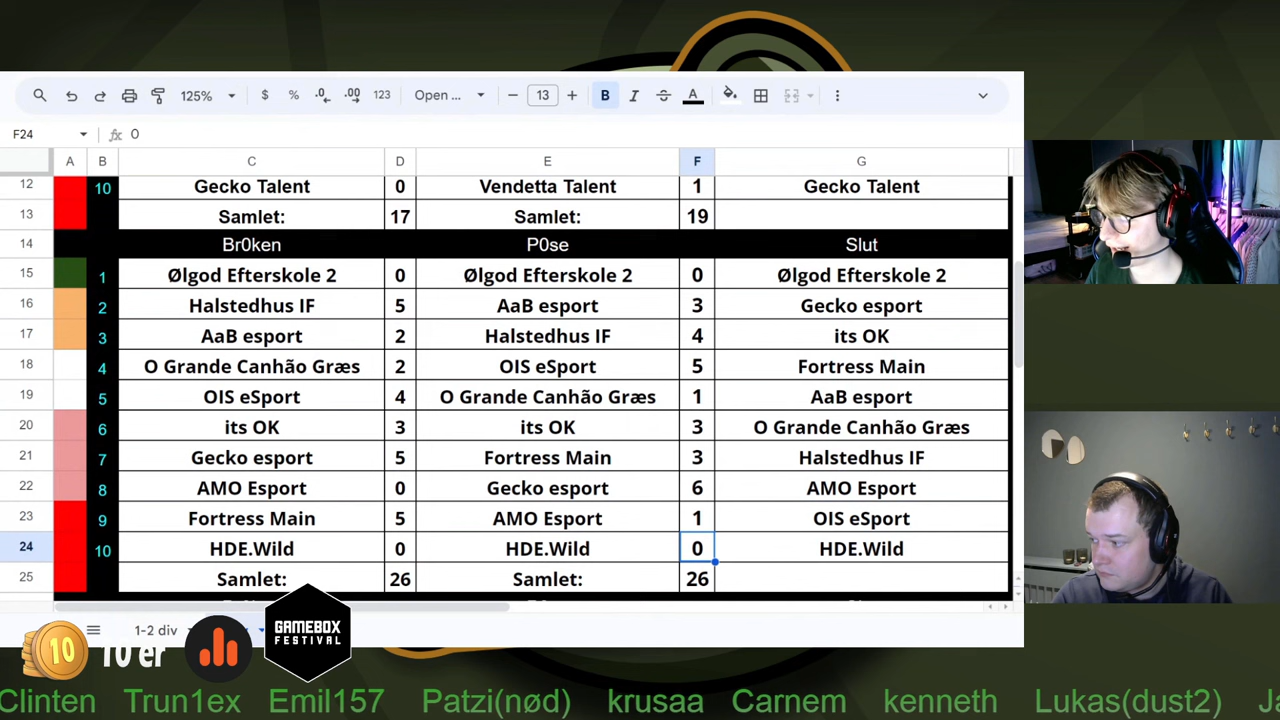 125% $ % .0 .00 123 Open ... 13 B I S A
F24 fx 0
A B C D E F G
12 10 Gecko Talent 0 Vendetta Talent 1 Gecko Talent
13 Samlet: 17 Samlet: 19
14 Br0ken P0se Slut
15 1 Ølgod Efterskole 2 0 Ølgod Efterskole 2 0 Ølgod Efterskole 2
16 2 Halstedhus IF 5 AaB esport 3 Gecko esport
17 3 AaB esport 2 Halstedhus IF 4 its OK
18 4 O Grande Canhão Græs 2 OIS eSport 5 Fortress Main
19 5 OIS eSport 4 O Grande Canhão Græs 1 AaB esport
20 6 its OK 3 its OK 3 O Grande Canhão Græs
21 7 Gecko esport 5 Fortress Main 3 Halstedhus IF
22 8 AMO Esport 0 Gecko esport 6 AMO Esport
23 9 Fortress Main 5 AMO Esport 1 OIS eSport
24 10 HDE.Wild 0 HDE.Wild 0 HDE.Wild
25 Samlet: 26 Samlet: 26
1-2 div
10 10 er
GAMEBOX
FESTIVAL
Clinten Trun1ex Emil157 Patzi(nød) krusaa Carnem kenneth Lukas(dust2)